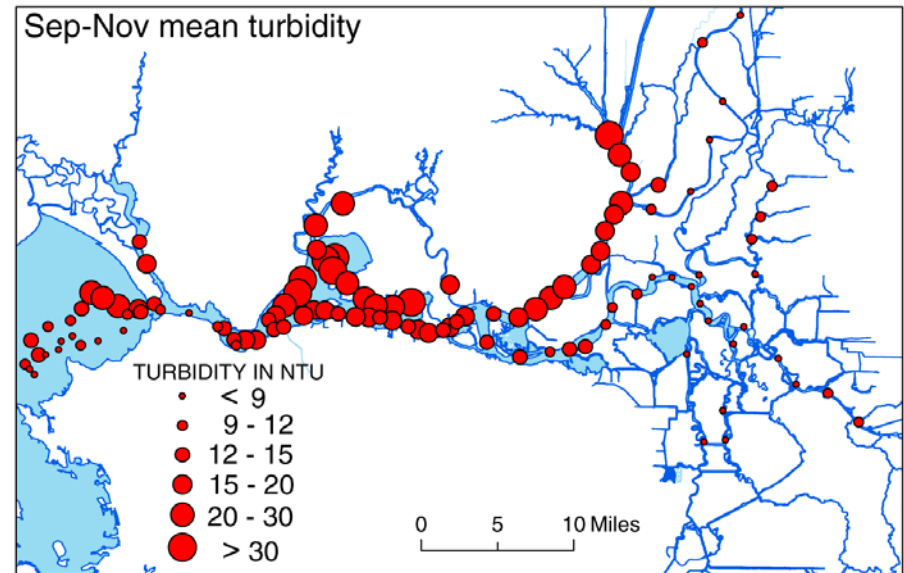 Sep-Nov mean turbidity
TURBIDITY IN NTU
< 9
9 - 12
12 - 15
15 - 20
20 - 30
> 30
0 5 10 Miles